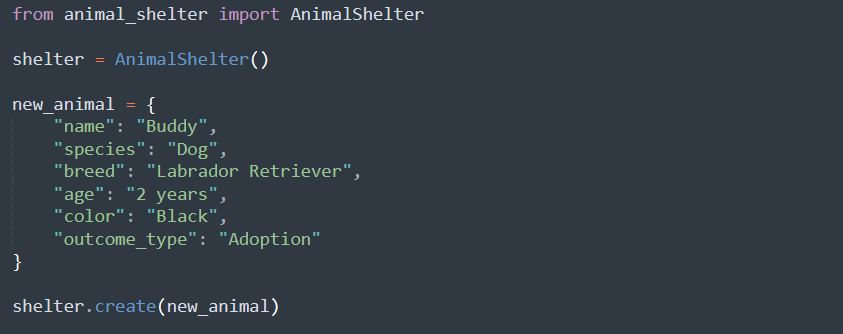 from animal_shelter import AnimalShelter
shelter = AnimalShelter()
new_animal = {
    "name": "Buddy",
    "species": "Dog",
    "breed": "Labrador Retriever",
    "age": "2 years",
    "color": "Black",
    "outcome_type": "Adoption"
}
shelter.create(new_animal)